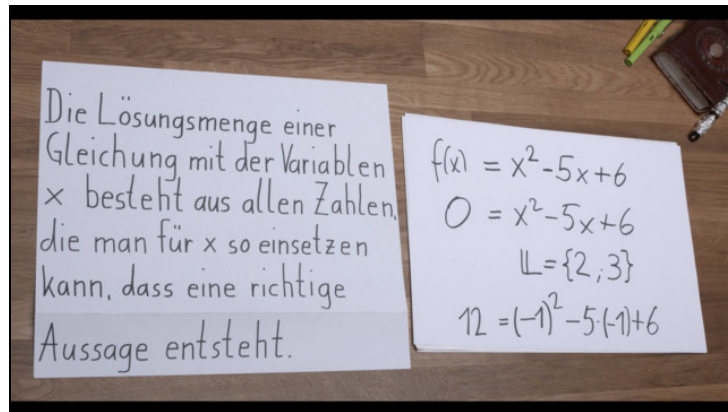 Die Lösungsmenge einer
Gleichung mit der Variablen
x besteht aus allen Zahlen,
die man für x so einsetzen
kann, dass eine richtige
Aussage entsteht.
f(x) = x² - 5x + 6
0 = x² - 5x + 6
𝕃 = {2 ; 3}
12 = (-1)² - 5·(-1) + 6